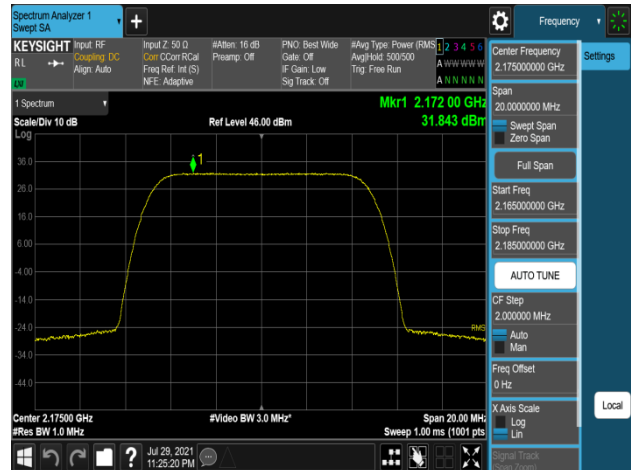 Spectrum Analyzer 1
Swept SA
Frequency
KEYSIGHT
RL
Input: RF
Coupling: DC
Align: Auto
Input Z: 50 Ω
Corr CCorr RCal
Freq Ref: Int (S)
NFE: Adaptive
#Atten: 16 dB
Preamp: Off
PNO: Best Wide
Gate: Off
IF Gain: Low
Sig Track: Off
#Avg Type: Power (RMS
Avg|Hold: 500/500
Trig: Free Run
1 2 3 4 5 6
A W W W W W
A N N N N N
1 Spectrum
Scale/Div 10 dB
Log
Ref Level 46.00 dBm
Mkr1 2.172 00 GHz
31.843 dBm
1
36.0
26.0
16.0
6.00
-4.00
-14.0
-24.0
RMS
-34.0
-44.0
Center 2.17500 GHz
#Res BW 1.0 MHz
#Video BW 3.0 MHz*
Span 20.00 MHz
Sweep 1.00 ms (1001 pts
Jul 29, 2021
11:25:20 PM
Center Frequency
2.175000000 GHz
Settings
Span
20.0000000 MHz
Swept Span
Zero Span
Full Span
Start Freq
2.165000000 GHz
Stop Freq
2.185000000 GHz
AUTO TUNE
CF Step
2.000000 MHz
Auto
Man
Freq Offset
0 Hz
X Axis Scale
Log
Lin
Local
Signal Track
(Span Zoom)